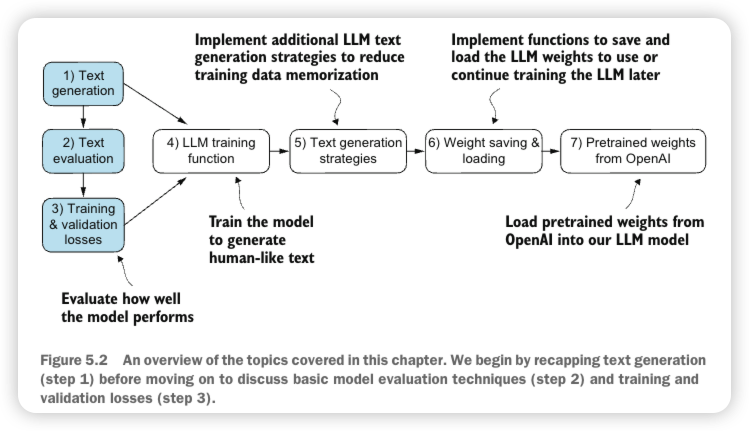 Implement additional LLM text
generation strategies to reduce
training data memorization
Implement functions to save and
load the LLM weights to use or
continue training the LLM later
1) Text
generation
2) Text
evaluation
3) Training
& validation
losses
4) LLM training
function
5) Text generation
strategies
6) Weight saving &
loading
7) Pretrained weights
from OpenAI
Train the model
to generate
human-like text
Load pretrained weights from
OpenAI into our LLM model
Evaluate how well
the model performs
Figure 5.2 An overview of the topics covered in this chapter. We begin by recapping text generation
(step 1) before moving on to discuss basic model evaluation techniques (step 2) and training and
validation losses (step 3).